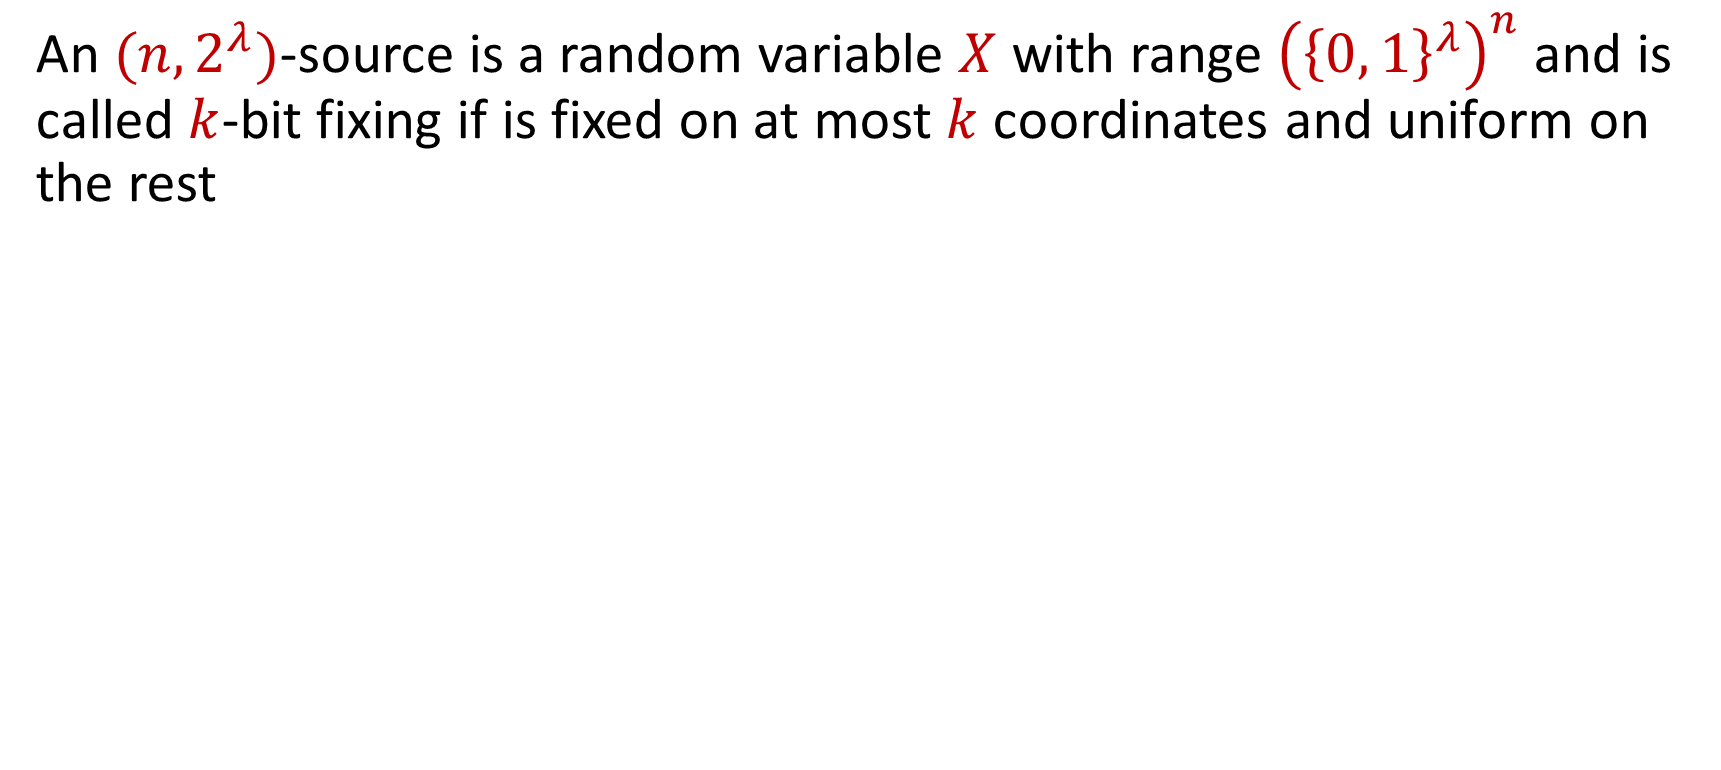 An (𝑛, 2^𝜆)-source is a random variable 𝑋 with range ({0, 1}^𝜆)^𝑛 and is
called 𝑘-bit fixing if is fixed on at most 𝑘 coordinates and uniform on
the rest